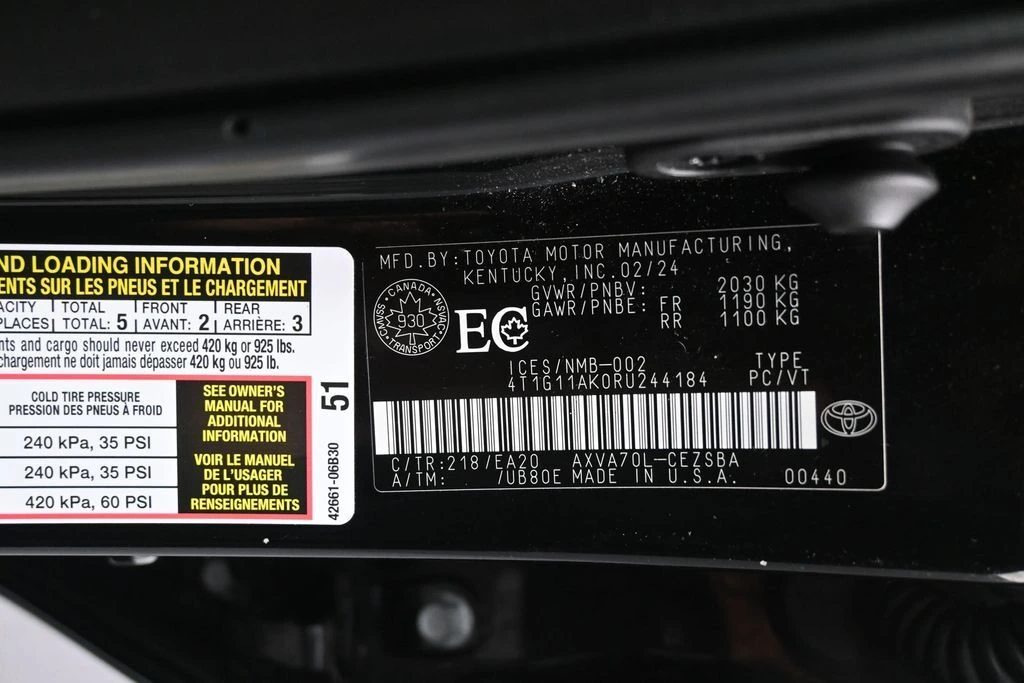 ND LOADING INFORMATION
ENTS SUR LES PNEUS ET LE CHARGEMENT
ACITY TOTAL FRONT REAR
PLACES TOTAL: 5 AVANT: 2 ARRIÈRE: 3
nts and cargo should never exceed 420 kg or 925 lbs.
chargement ne doit jamais dépasser 420 kg ou 925 lb.
COLD TIRE PRESSURE
PRESSION DES PNEUS À FROID
240 kPa, 35 PSI
240 kPa, 35 PSI
420 kPa, 60 PSI
SEE OWNER'S
MANUAL FOR
ADDITIONAL
INFORMATION
VOIR LE MANUEL
DE L'USAGER
POUR PLUS DE
RENSEIGNEMENTS
51
42661-06B30
MFD.BY:TOYOTA MOTOR MANUFACTURING,
KENTUCKY, INC. 02/24
GVWR/PNBV: 2030 KG
GAWR/PNBE: FR 1190 KG
RR 1100 KG
CANADA
CMVSS NSVAC
930
TRANSPORT
EC
ICES/NMB-002
4T1G11AK0RU244184
TYPE
PC/VT
C/TR:218/EA20 AXVA70L-CEZSBA
A/TM: /UB80E MADE IN U.S.A. 00440